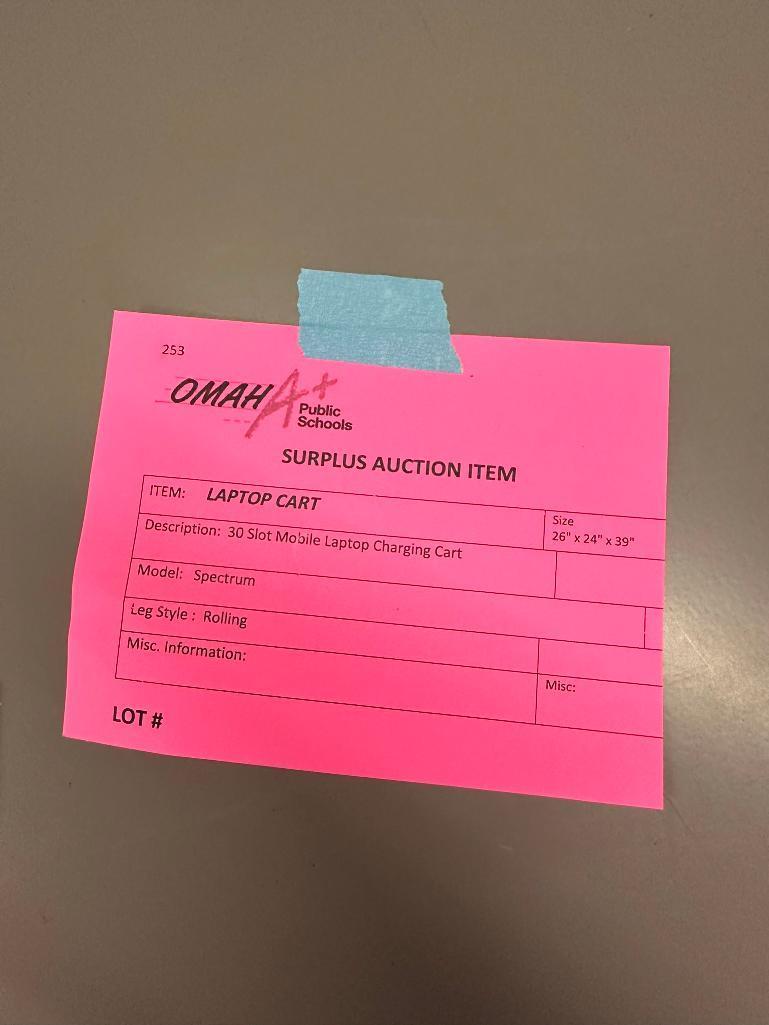 253
OMAHA+
Public
Schools
SURPLUS AUCTION ITEM
ITEM: LAPTOP CART
Size
26" x 24" x 39"
Description: 30 Slot Mobile Laptop Charging Cart
Model: Spectrum
Leg Style : Rolling
Misc. Information:
Misc:
LOT #